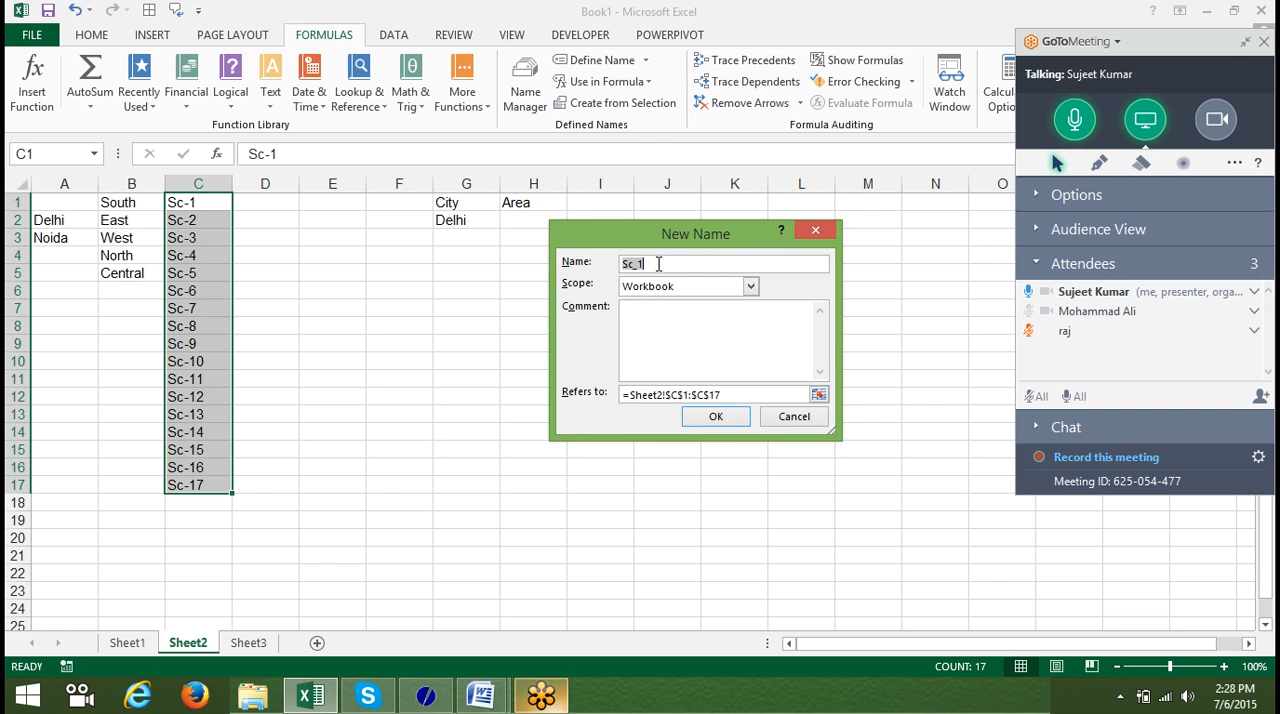 Book1 - Microsoft Excel
FILE HOME INSERT PAGE LAYOUT FORMULAS DATA REVIEW VIEW DEVELOPER POWERPIVOT
Insert Function
AutoSum
Recently Used
Financial
Logical
Text
Date & Time
Lookup & Reference
Math & Trig
More Functions
Function Library
Name Manager
Define Name
Use in Formula
Create from Selection
Defined Names
Trace Precedents
Trace Dependents
Remove Arrows
Show Formulas
Error Checking
Evaluate Formula
Formula Auditing
Watch Window
C1 fx Sc-1
A B C D E F G H I J K L M N O
1 South Sc-1 City Area
2 Delhi East Sc-2 Delhi
3 Noida West Sc-3
4 North Sc-4
5 Central Sc-5
6 Sc-6
7 Sc-7
8 Sc-8
9 Sc-9
10 Sc-10
11 Sc-11
12 Sc-12
13 Sc-13
14 Sc-14
15 Sc-15
16 Sc-16
17 Sc-17
18
19
20
21
22
23
24
25
New Name ?
Name: Sc_1
Scope: Workbook
Comment:
Refers to: =Sheet2!$C$1:$C$17
OK Cancel
GoToMeeting
Talking: Sujeet Kumar
?
Options
Audience View
Attendees 3
Sujeet Kumar (me, presenter, orga...
Mohammad Ali
raj
All All
Chat
Record this meeting
Meeting ID: 625-054-477
Sheet1 Sheet2 Sheet3
READY COUNT: 17 100%
2:28 PM
7/6/2015